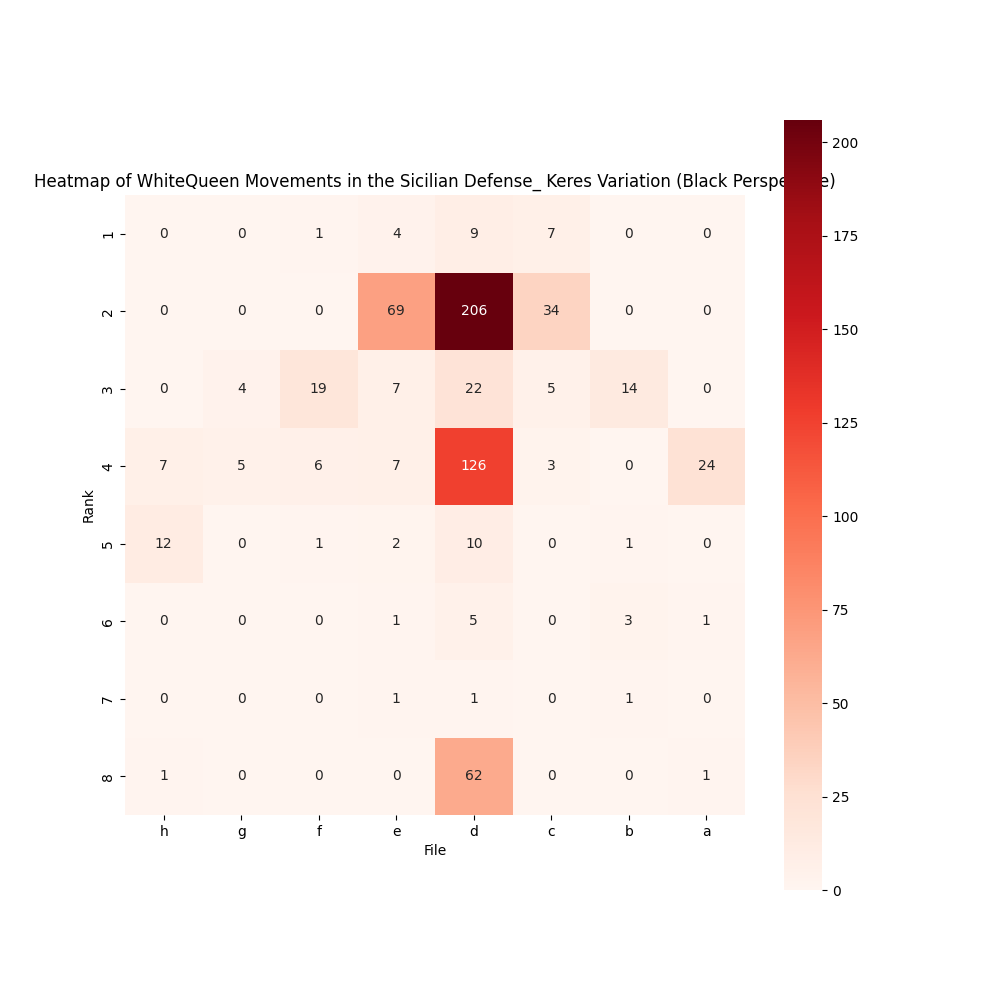 Heatmap of WhiteQueen Movements in the Sicilian Defense_ Keres Variation (Black Perspe e)
Rank
1 0 0 1 4 9 7 0 0
2 0 0 0 69 206 34 0 0
3 0 4 19 7 22 5 14 0
4 7 5 6 7 126 3 0 24
5 12 0 1 2 10 0 1 0
6 0 0 0 1 5 0 3 1
7 0 0 0 1 1 0 1 0
8 1 0 0 0 62 0 0 1
h g f e d c b a
File
200
175
150
125
100
75
50
25
0